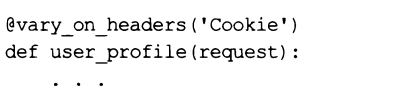 @vary_on_headers('Cookie')
def user_profile(request):
    . . .